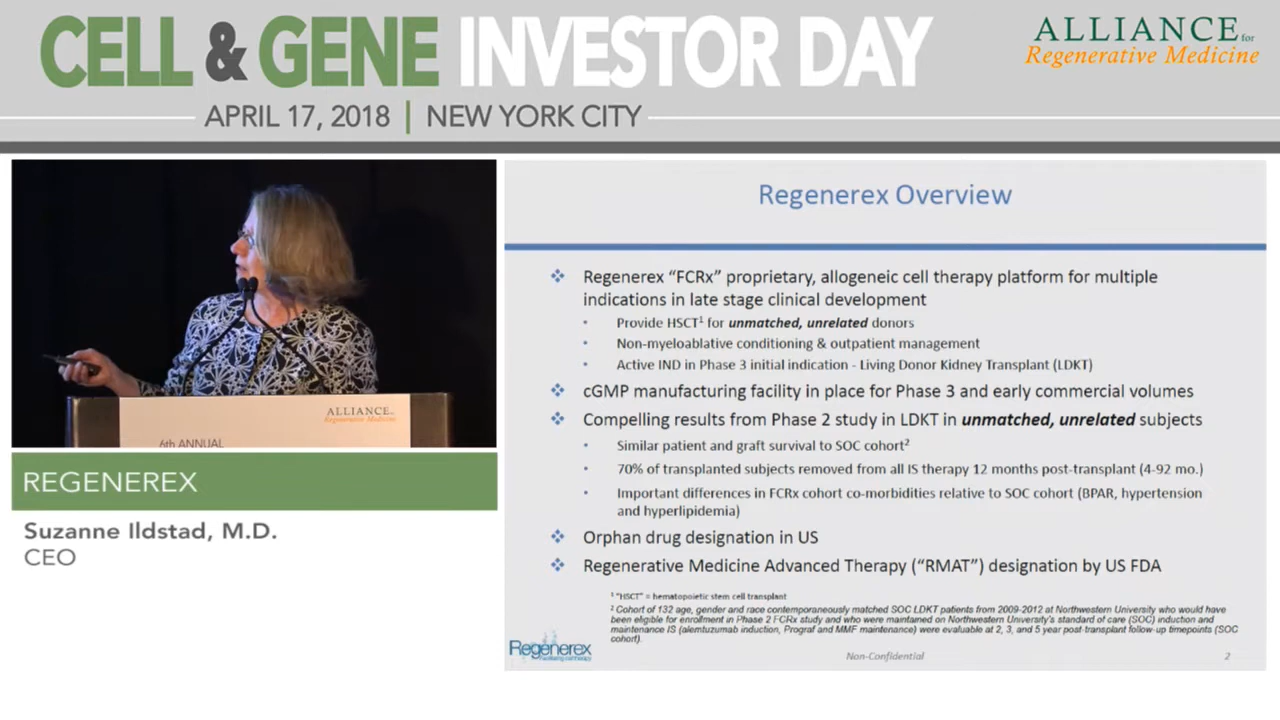 CELL & GENE INVESTOR DAY
APRIL 17, 2018 | NEW YORK CITY
ALLIANCE for
Regenerative Medicine
ALLIANCE for
Regenerative Medicine
6th ANNUAL
REGENEREX
Suzanne Ildstad, M.D.
CEO
Regenerex Overview
❖ Regenerex “FCRx” proprietary, allogeneic cell therapy platform for multiple
indications in late stage clinical development
• Provide HSCT¹ for unmatched, unrelated donors
• Non-myeloablative conditioning & outpatient management
• Active IND in Phase 3 initial indication - Living Donor Kidney Transplant (LDKT)
❖ cGMP manufacturing facility in place for Phase 3 and early commercial volumes
❖ Compelling results from Phase 2 study in LDKT in unmatched, unrelated subjects
• Similar patient and graft survival to SOC cohort²
• 70% of transplanted subjects removed from all IS therapy 12 months post-transplant (4-92 mo.)
• Important differences in FCRx cohort co-morbidities relative to SOC cohort (BPAR, hypertension
and hyperlipidemia)
❖ Orphan drug designation in US
❖ Regenerative Medicine Advanced Therapy (“RMAT”) designation by US FDA
¹ “HSCT” = hematopoietic stem cell transplant
² Cohort of 132 age, gender and race contemporaneously matched SOC LDKT patients from 2009-2012 at Northwestern University who would have
been eligible for enrollment in Phase 2 FCRx study and who were maintained on Northwestern University's standard of care (SOC) induction and
maintenance IS (alemtuzumab induction, Prograf and MMF maintenance) were evaluable at 2, 3, and 5 year post-transplant follow-up timepoints (SOC
cohort).
Regenerex
Non-Confidential
2